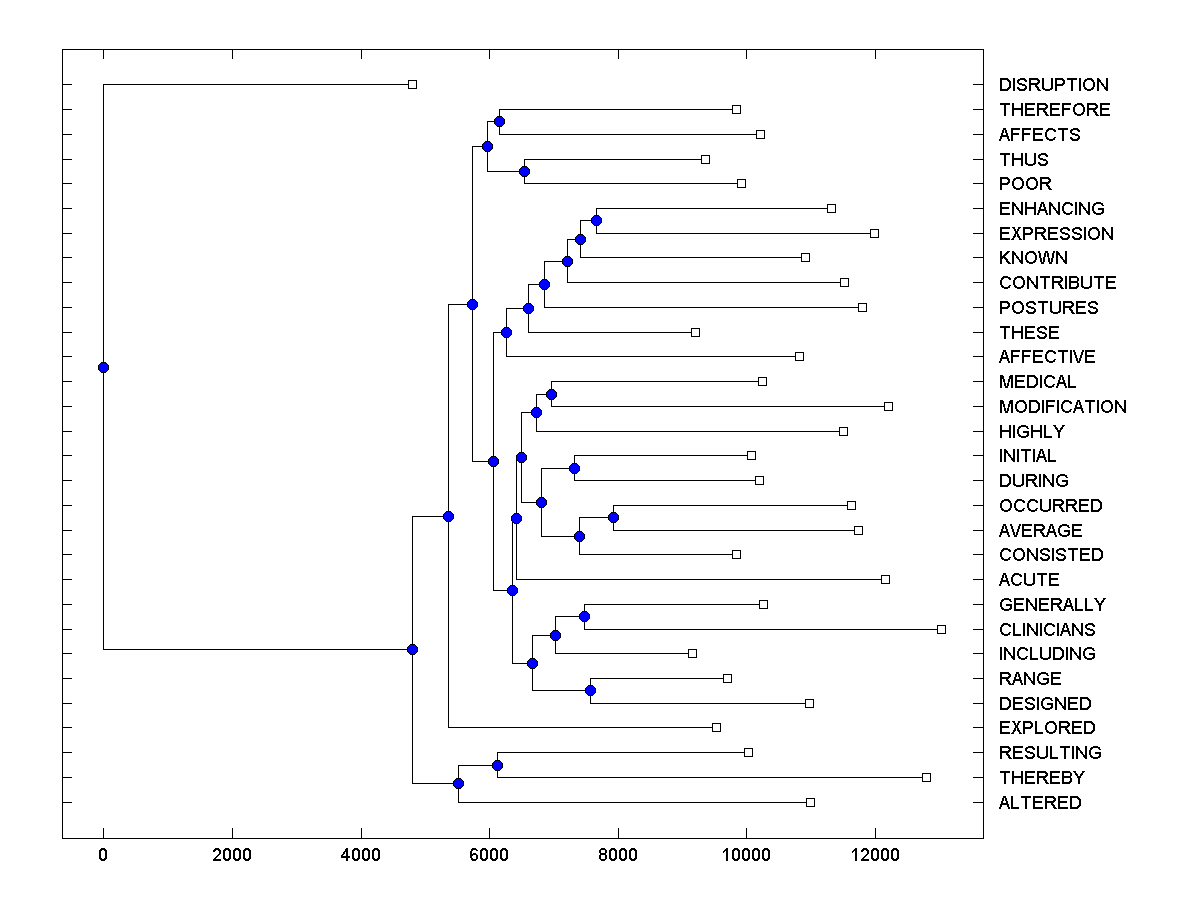 DISRUPTION
THEREFORE
AFFECTS
THUS
POOR
ENHANCING
EXPRESSION
KNOWN
CONTRIBUTE
POSTURES
THESE
AFFECTIVE
MEDICAL
MODIFICATION
HIGHLY
INITIAL
DURING
OCCURRED
AVERAGE
CONSISTED
ACUTE
GENERALLY
CLINICIANS
INCLUDING
RANGE
DESIGNED
EXPLORED
RESULTING
THEREBY
ALTERED
0 2000 4000 6000 8000 10000 12000